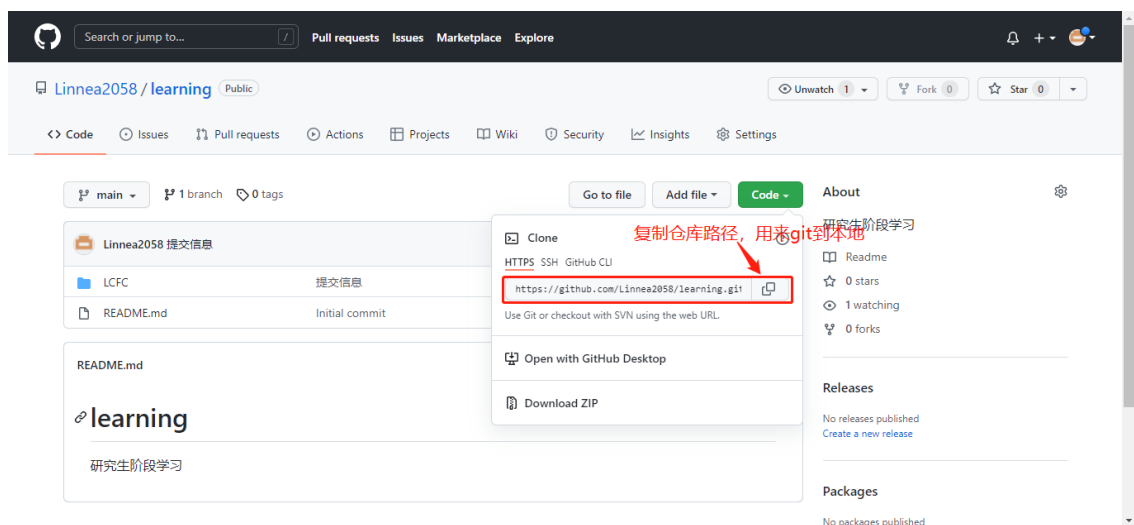 Search or jump to... / Pull requests Issues Marketplace Explore
Linnea2058 / learning Public Unwatch 1 Fork 0 Star 0
Code Issues Pull requests Actions Projects Wiki Security Insights Settings
main 1 branch 0 tags Go to file Add file Code
About
研究生阶段学习
Readme
0 stars
1 watching
0 forks
Releases
No releases published
Create a new release
Packages
No packages published
Linnea2058 提交信息
LCFC 提交信息
README.md Initial commit
Clone
复制仓库路径，用来git到本地
HTTPS SSH GitHub CLI
https://github.com/Linnea2058/learning.git
Use Git or checkout with SVN using the web URL.
Open with GitHub Desktop
Download ZIP
README.md
learning
研究生阶段学习